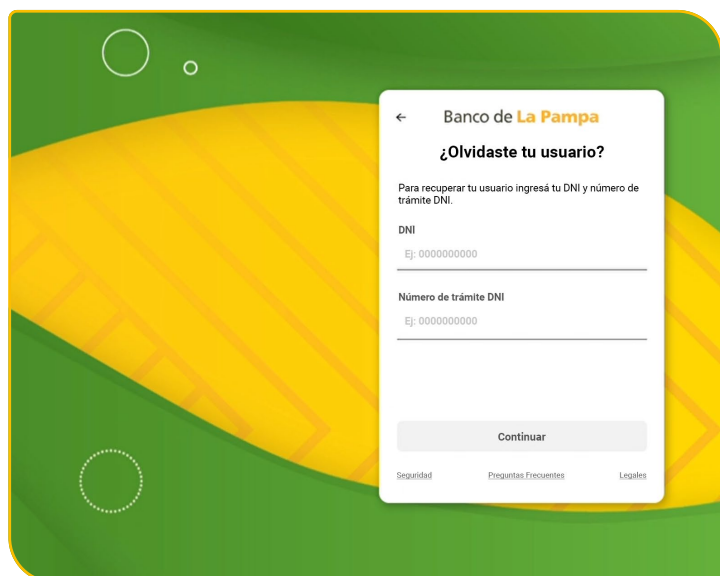 Banco de La Pampa
¿Olvidaste tu usuario?
Para recuperar tu usuario ingresá tu DNI y número de
trámite DNI.
DNI
Ej: 0000000000
Número de trámite DNI
Ej: 0000000000
Continuar
Seguridad Preguntas Frecuentes Legales